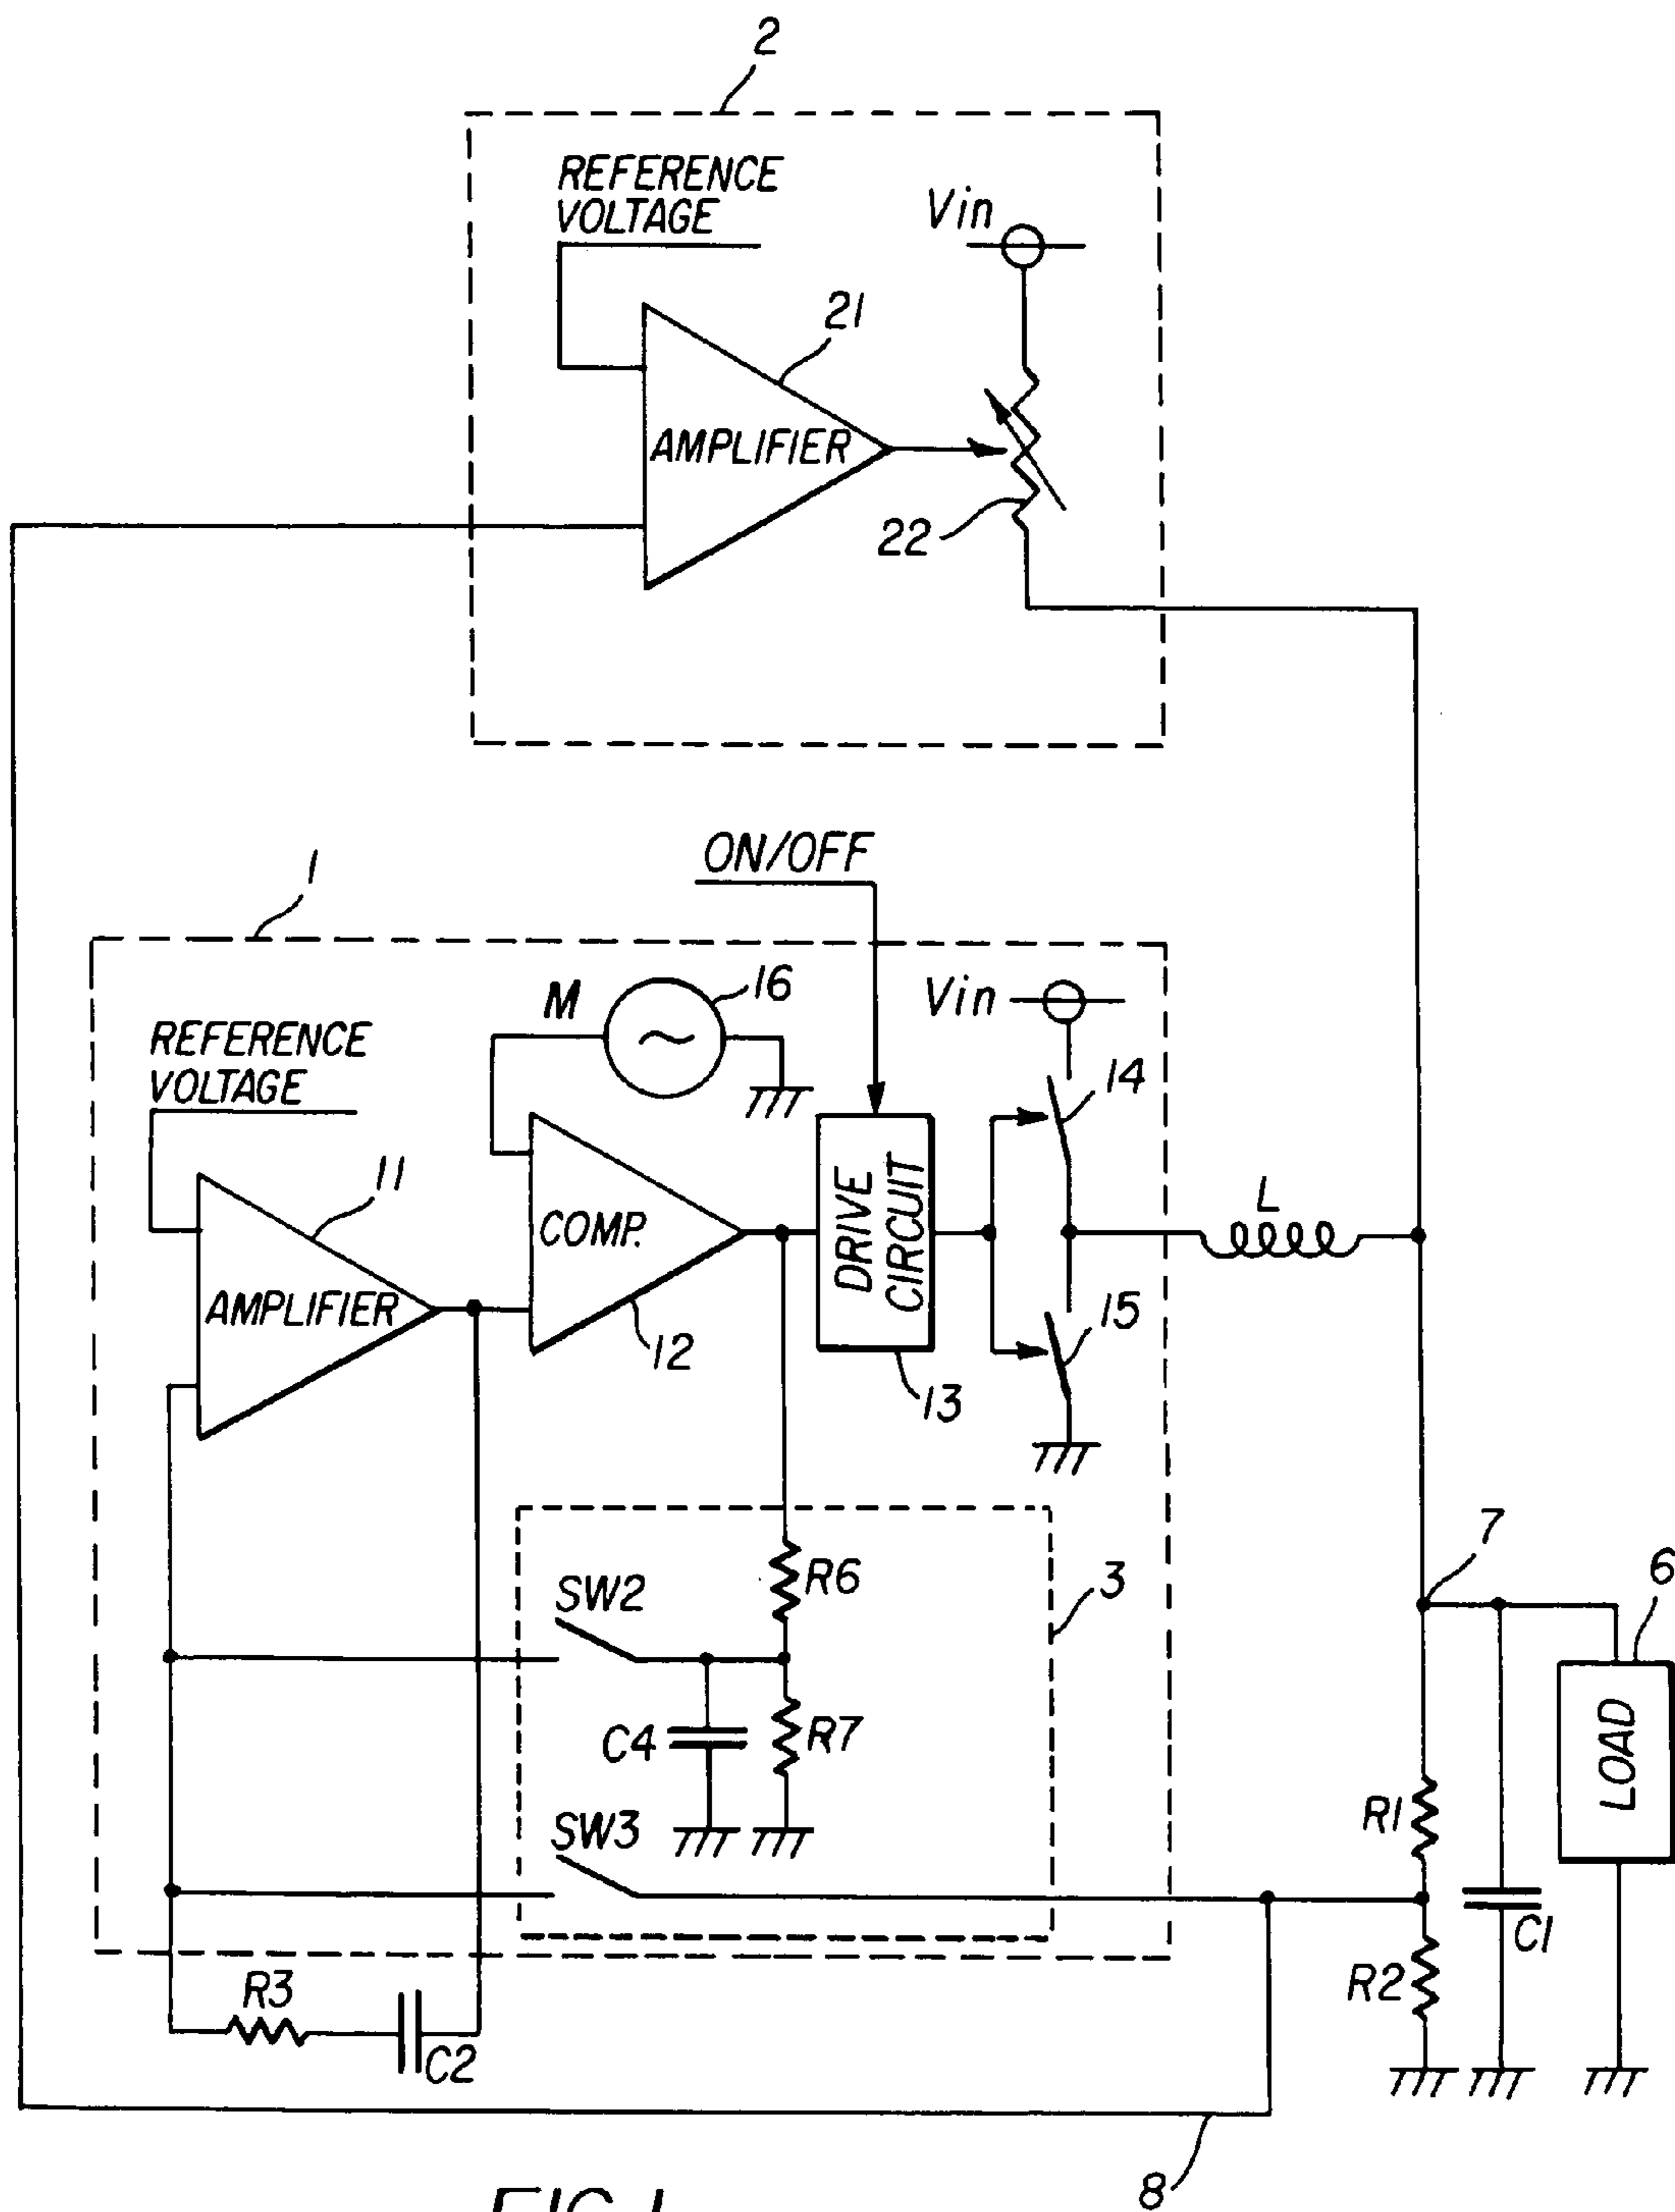 2
REFERENCE
VOLTAGE
Vin
21
AMPLIFIER
22
ON/OFF
1
M
16
Vin
REFERENCE
VOLTAGE
14
11
COMP.
DRIVE
CIRCUIT
L
AMPLIFIER
12
15
13
7
6
SW2
R6
3
C4
R7
LOAD
SW3
R1
C1
R3
R2
C2
8
FIG. 1